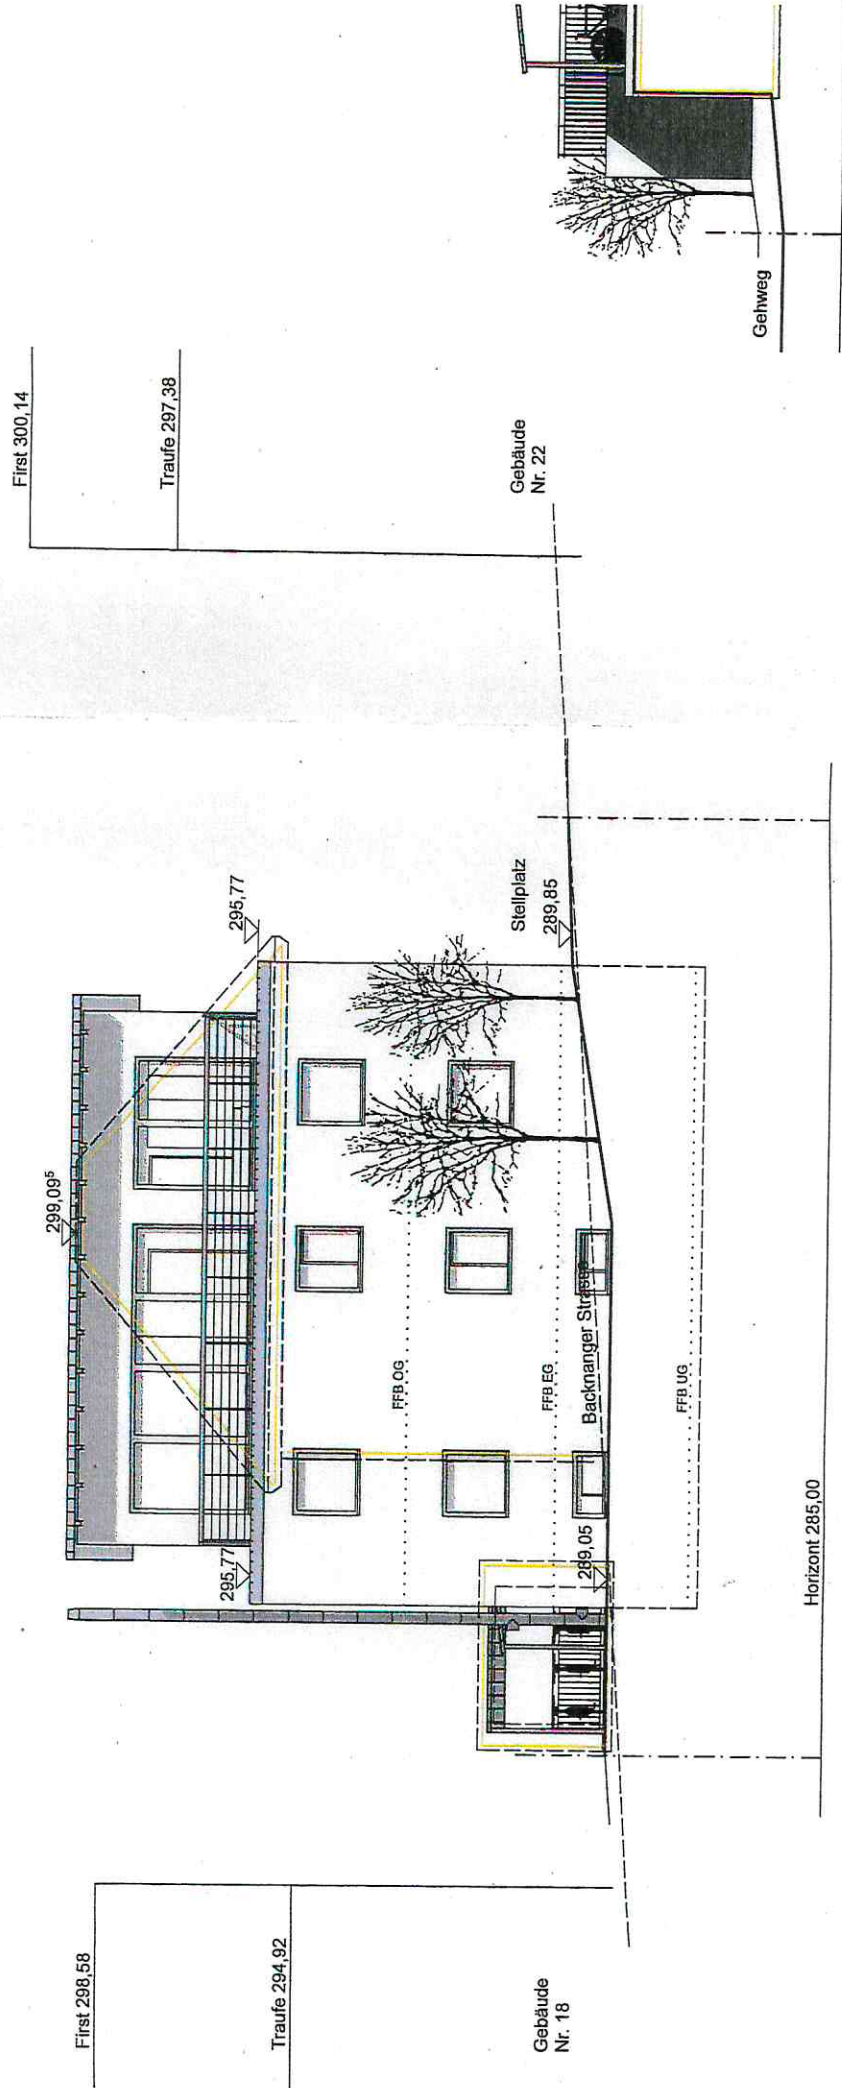 First 300,14
Traufe 297,38
Gebäude
Nr. 22
Gehweg
299,09⁵
295,77
Stellplatz
289,85
FFB OG
FFB EG
Backnanger Strasse
FFB UG
295,77
289,05
Horizont 285,00
First 298,58
Traufe 294,92
Gebäude
Nr. 18